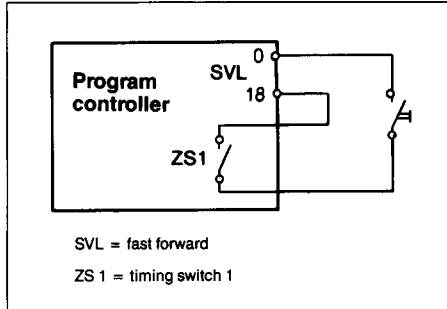 0
SVL
Program
controller
18
ZS1
SVL = fast forward
ZS 1 = timing switch 1